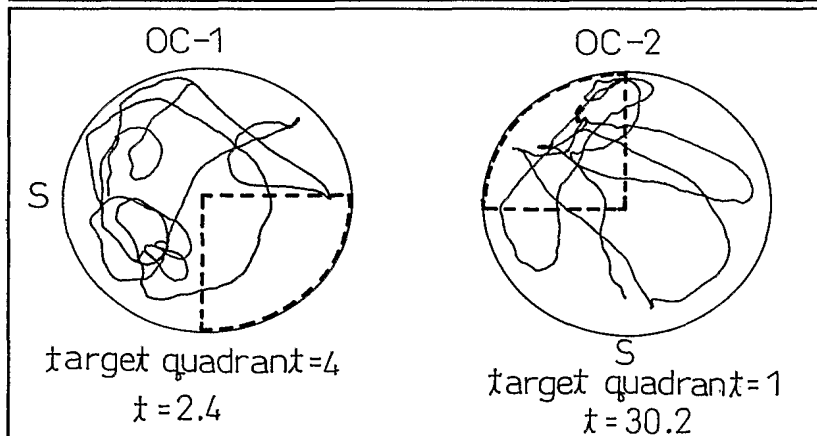 OC-1
OC-2
S
S
target quadrant=4
t=2.4
target quadrant=1
t=30.2